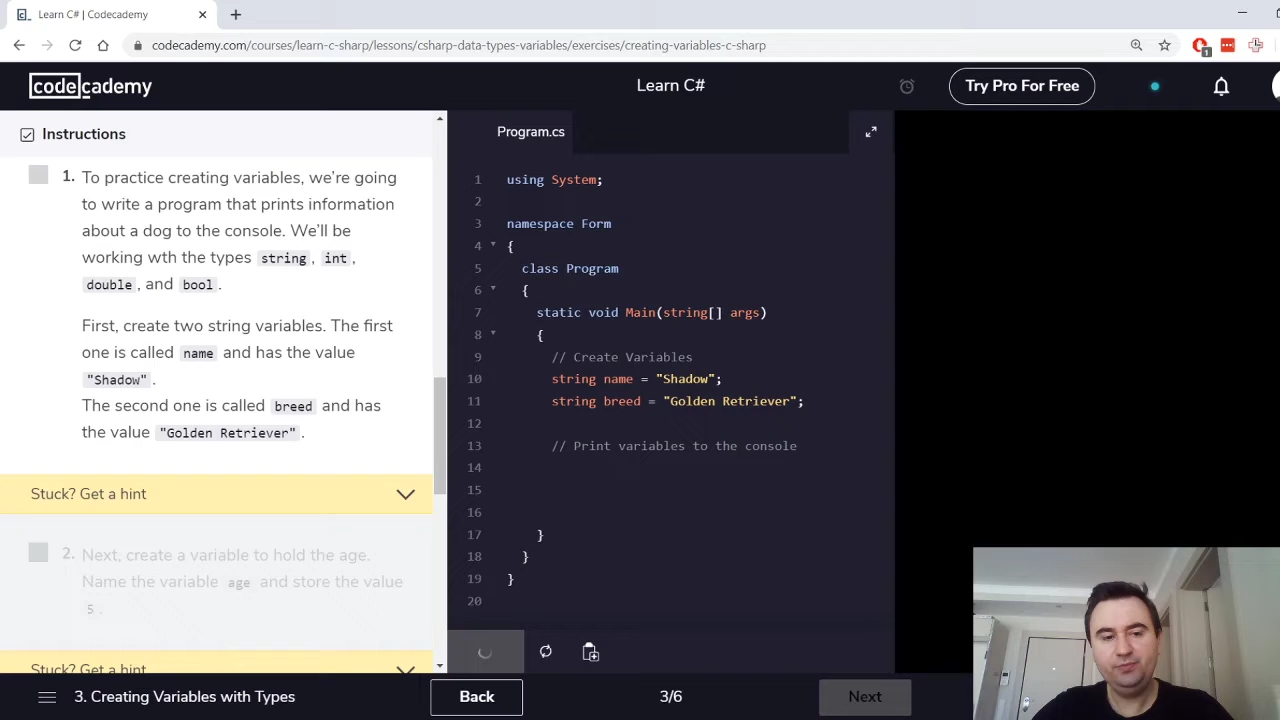 Learn C# | Codecademy
codecademy.com/courses/learn-c-sharp/lessons/csharp-data-types-variables/exercises/creating-variables-c-sharp
1
codecademy
Learn C#
Try Pro For Free
Instructions
1. To practice creating variables, we're going
to write a program that prints information
about a dog to the console. We'll be
working wth the types string, int,
double, and bool.
First, create two string variables. The first
one is called name and has the value
"Shadow".
The second one is called breed and has
the value "Golden Retriever".
Stuck? Get a hint
2. Next, create a variable to hold the age.
Name the variable age and store the value
5.
Stuck? Get a hint
Program.cs
1 using System;
2
3 namespace Form
4 {
5 class Program
6 {
7 static void Main(string[] args)
8 {
9 // Create Variables
10 string name = "Shadow";
11 string breed = "Golden Retriever";
12
13 // Print variables to the console
14
15
16
17 }
18 }
19 }
20
3. Creating Variables with Types
Back
3/6
Next